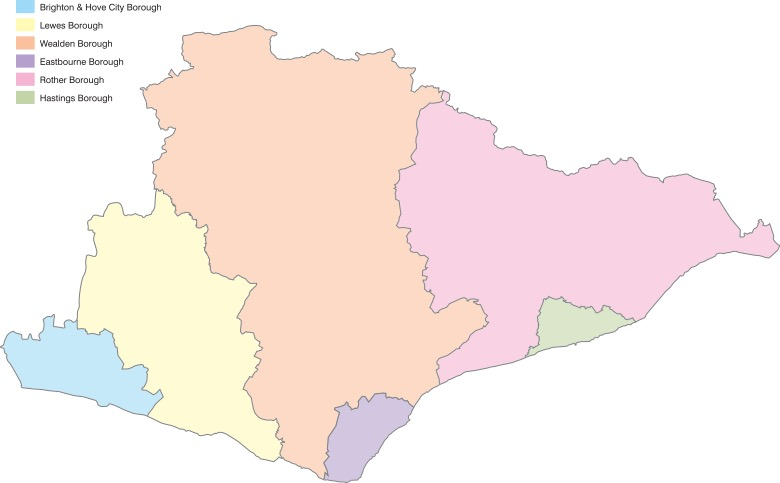 Brighton & Hove City Borough
Lewes Borough
Wealden Borough
Eastbourne Borough
Rother Borough
Hastings Borough